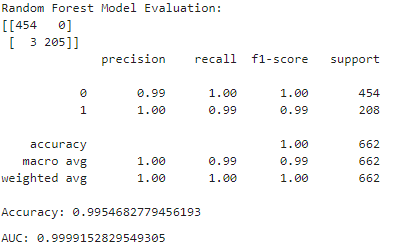 Random Forest Model Evaluation:
[[454   0]
 [  3 205]]
              precision    recall  f1-score   support

           0       0.99      1.00      1.00       454
           1       1.00      0.99      0.99       208

    accuracy                           1.00       662
   macro avg       1.00      0.99      0.99       662
weighted avg       1.00      1.00      1.00       662

Accuracy: 0.9954682779456193
AUC: 0.9999152829549305